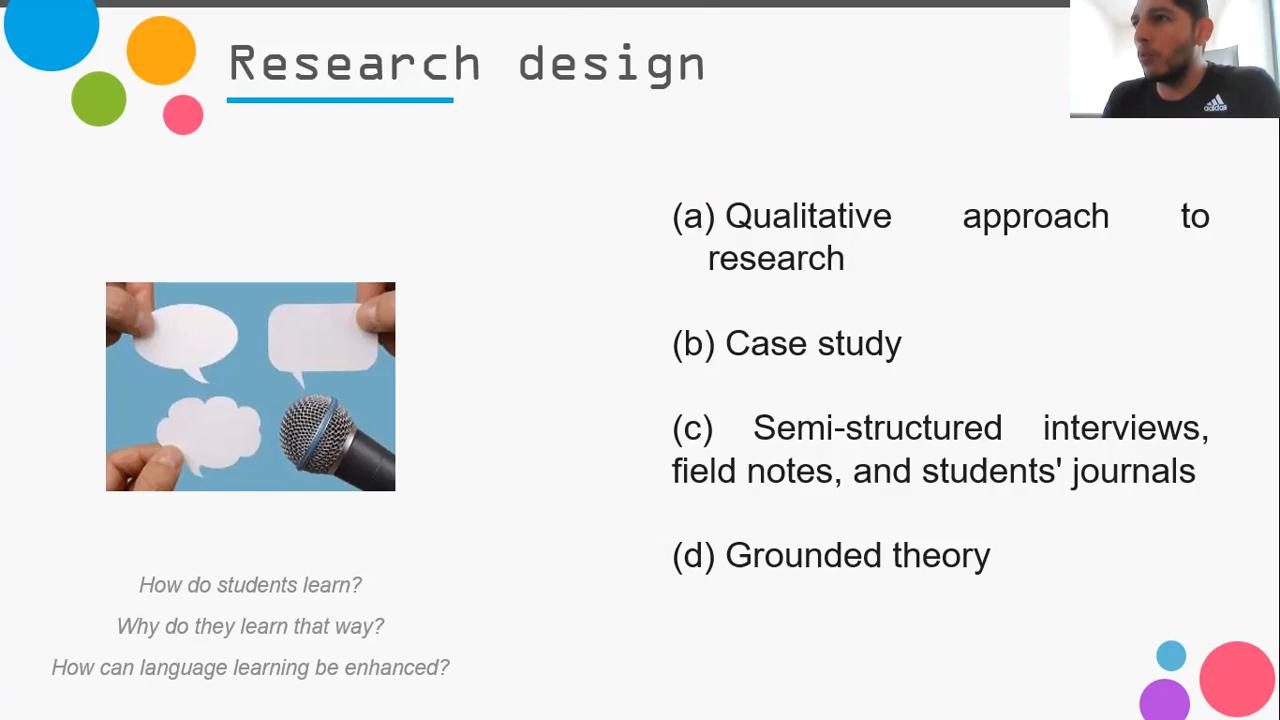 Research design
adidas
(a) Qualitative approach to
research
(b) Case study
(c) Semi-structured interviews,
field notes, and students' journals
(d) Grounded theory
How do students learn?
Why do they learn that way?
How can language learning be enhanced?